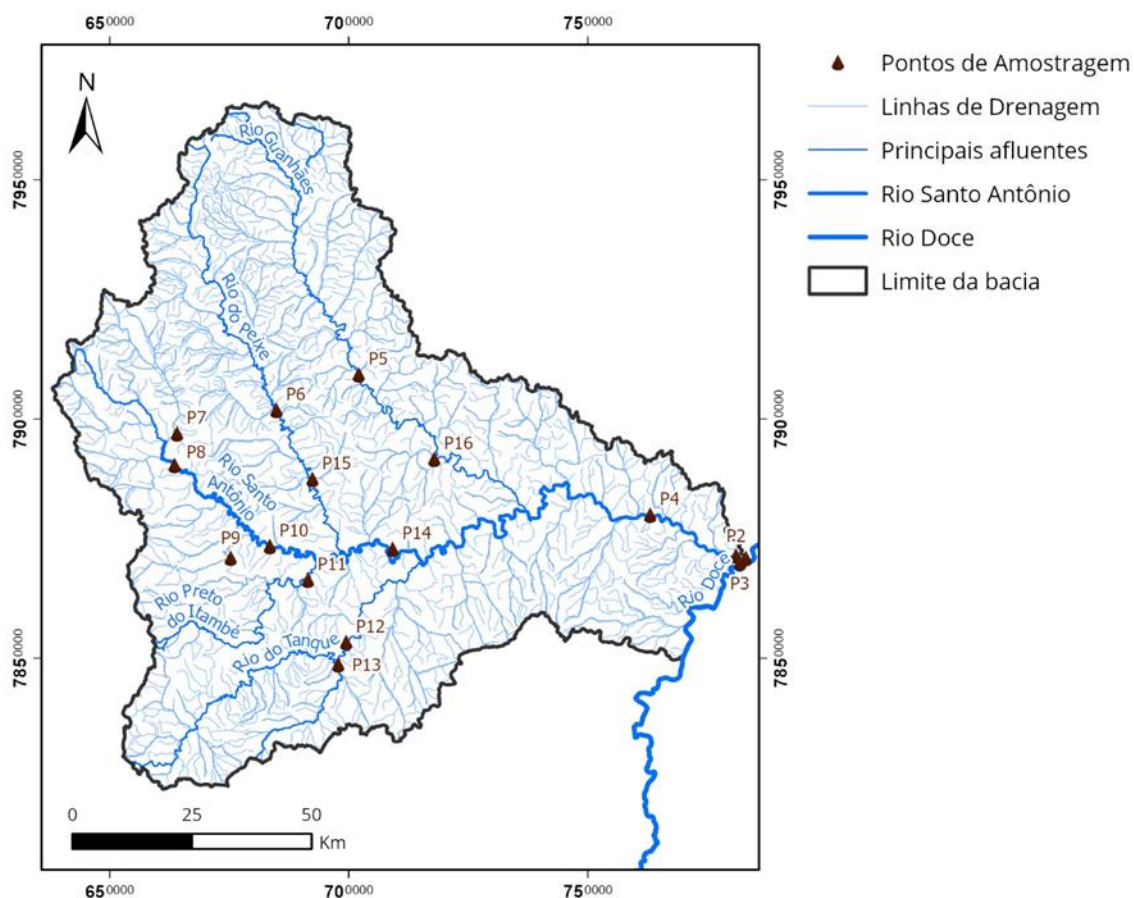 650000 700000 750000
N
Pontos de Amostragem
Linhas de Drenagem
Principais afluentes
Rio Santo Antônio
Rio Doce
Limite da bacia
7950000
7950000
Rio Guanhães
Rio do Peixe
P5
P6
7900000
7900000
P7
P8
P16
P15
Rio Santo
Antônio
P4
P10
P14
P9
P2
P11
P3
Rio Doce
Rio Preto
do Itambé
P12
Rio do Tanque
P13
7850000
7850000
0 25 50
Km
650000 700000 750000